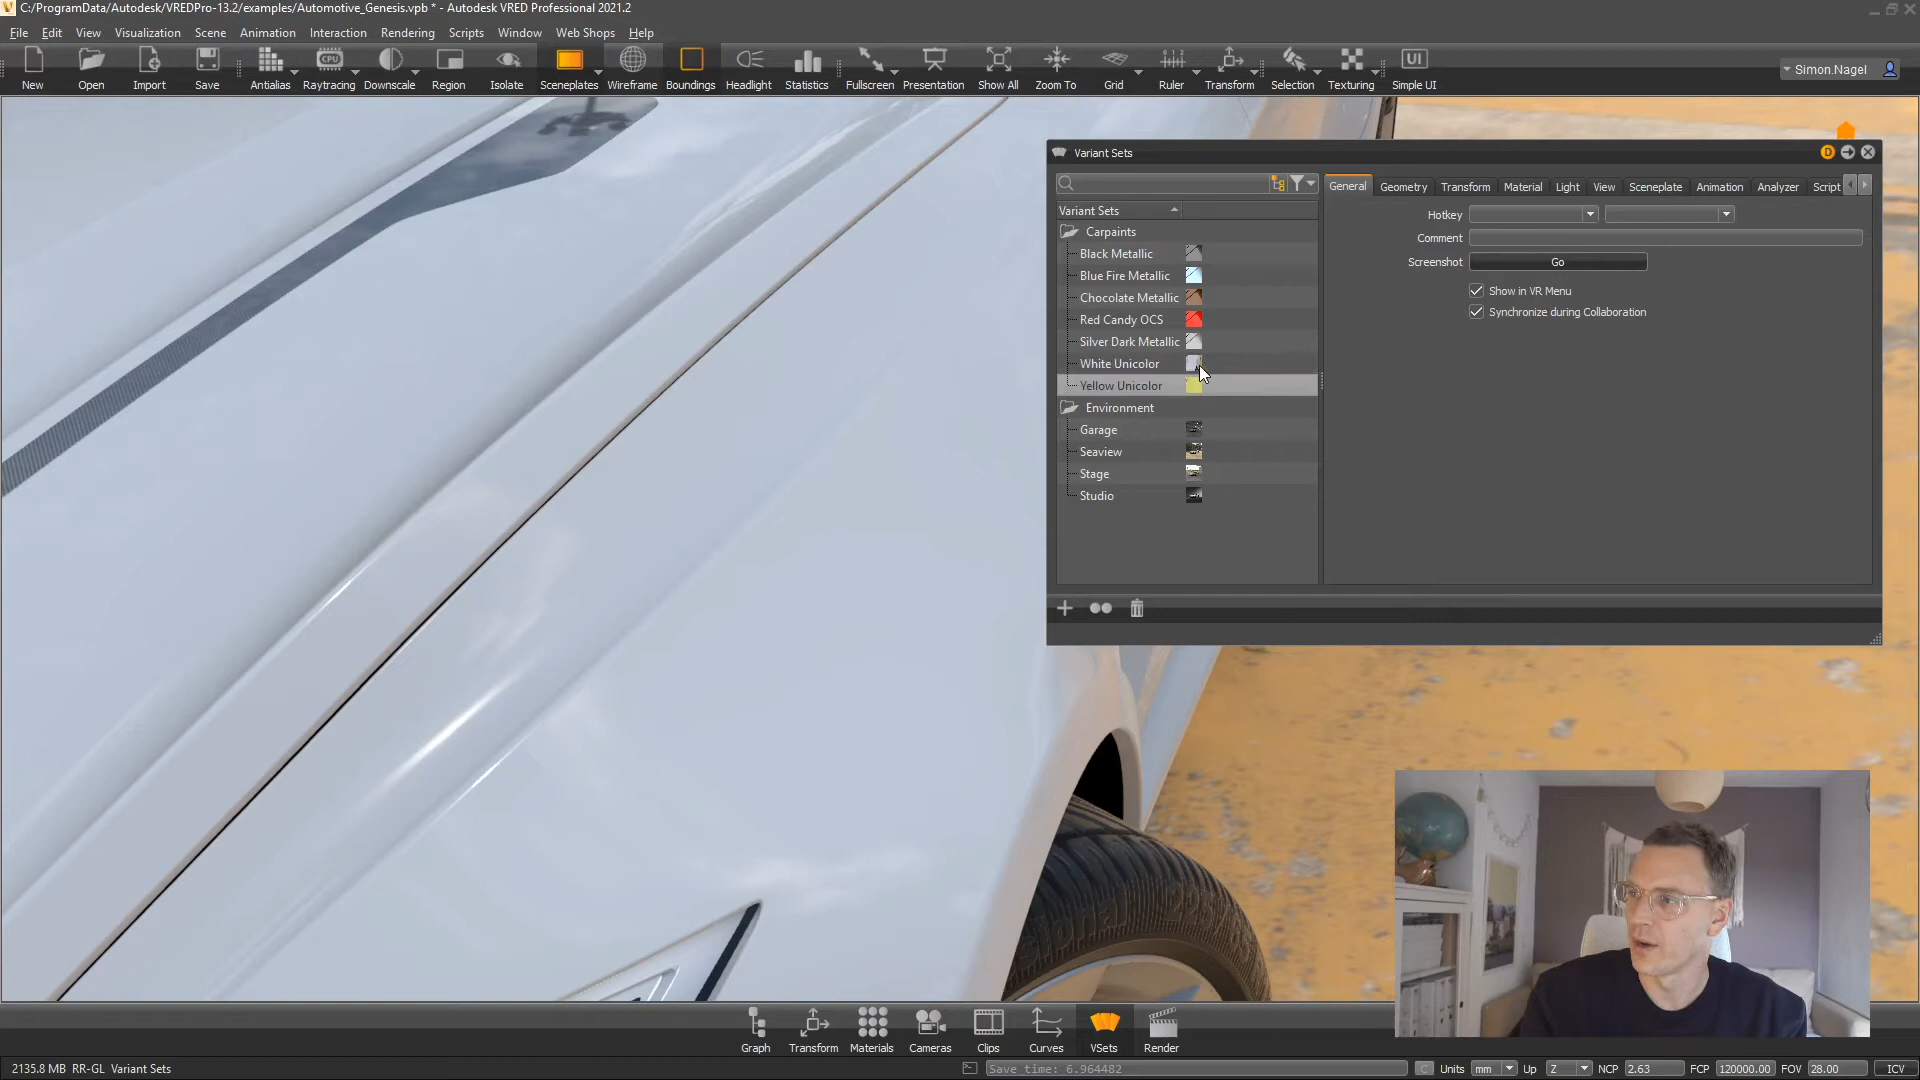 C:/ProgramData/Autodesk/VREDPro-13.2/examples/Automotive_Genesis.vpb * - Autodesk VRED Professional 2021.2
File Edit View Visualization Scene Animation Interaction Rendering Scripts Window Web Shops Help
CPU
UI
New Open Import Save Antialias Raytracing Downscale Region Isolate Sceneplates Wireframe Boundings Headlight Statistics Fullscreen Presentation Show All Zoom To Grid Ruler Transform Selection Texturing Simple UI
Simon.Nagel
Variant Sets
D
General Geometry Transform Material Light View Sceneplate Animation Analyzer Script
Variant Sets
Carpaints
Black Metallic
Blue Fire Metallic
Chocolate Metallic
Red Candy OCS
Silver Dark Metallic
White Unicolor
Yellow Unicolor
Environment
Garage
Seaview
Stage
Studio
Hotkey
Comment
Screenshot Go
Show in VR Menu
Synchronize during Collaboration
Graph Transform Materials Cameras Clips Curves VSets Render
2135.8 MB RR-GL Variant Sets
Save time: 6.964482
C Units mm Up Z NCP 2.63 FCP 120000.00 FOV 28.00 ICV